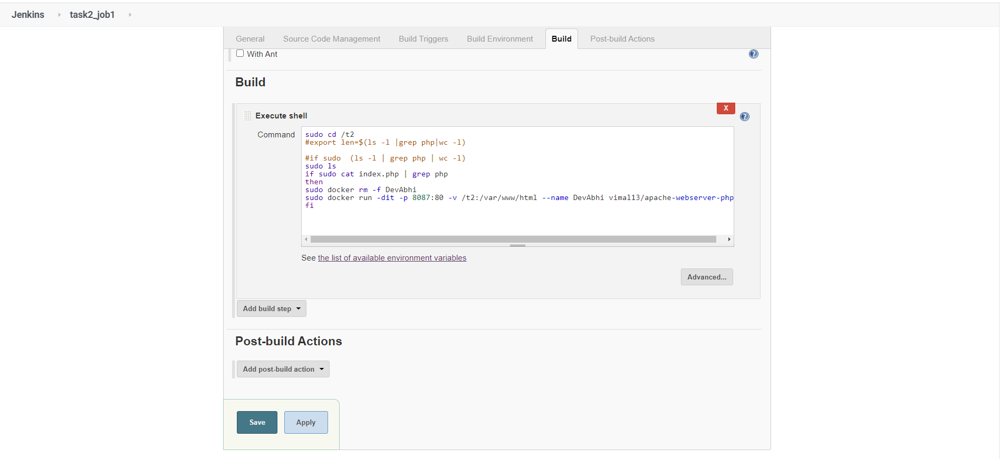 Jenkins task2_job1
General Source Code Management Build Triggers Build Environment Build Post-build Actions
With Ant
Build
X
Execute shell
Command
sudo cd /t2
#export len=$(ls -l |grep php|wc -l)
#if sudo  (ls -l | grep php | wc -l)
sudo ls
if sudo cat index.php | grep php
then
sudo docker rm -f DevAbhi
sudo docker run -dit -p 8087:80 -v /t2:/var/www/html --name DevAbhi vimal13/apache-webserver-php
fi
See the list of available environment variables
Advanced...
Add build step
Post-build Actions
Add post-build action
Save Apply